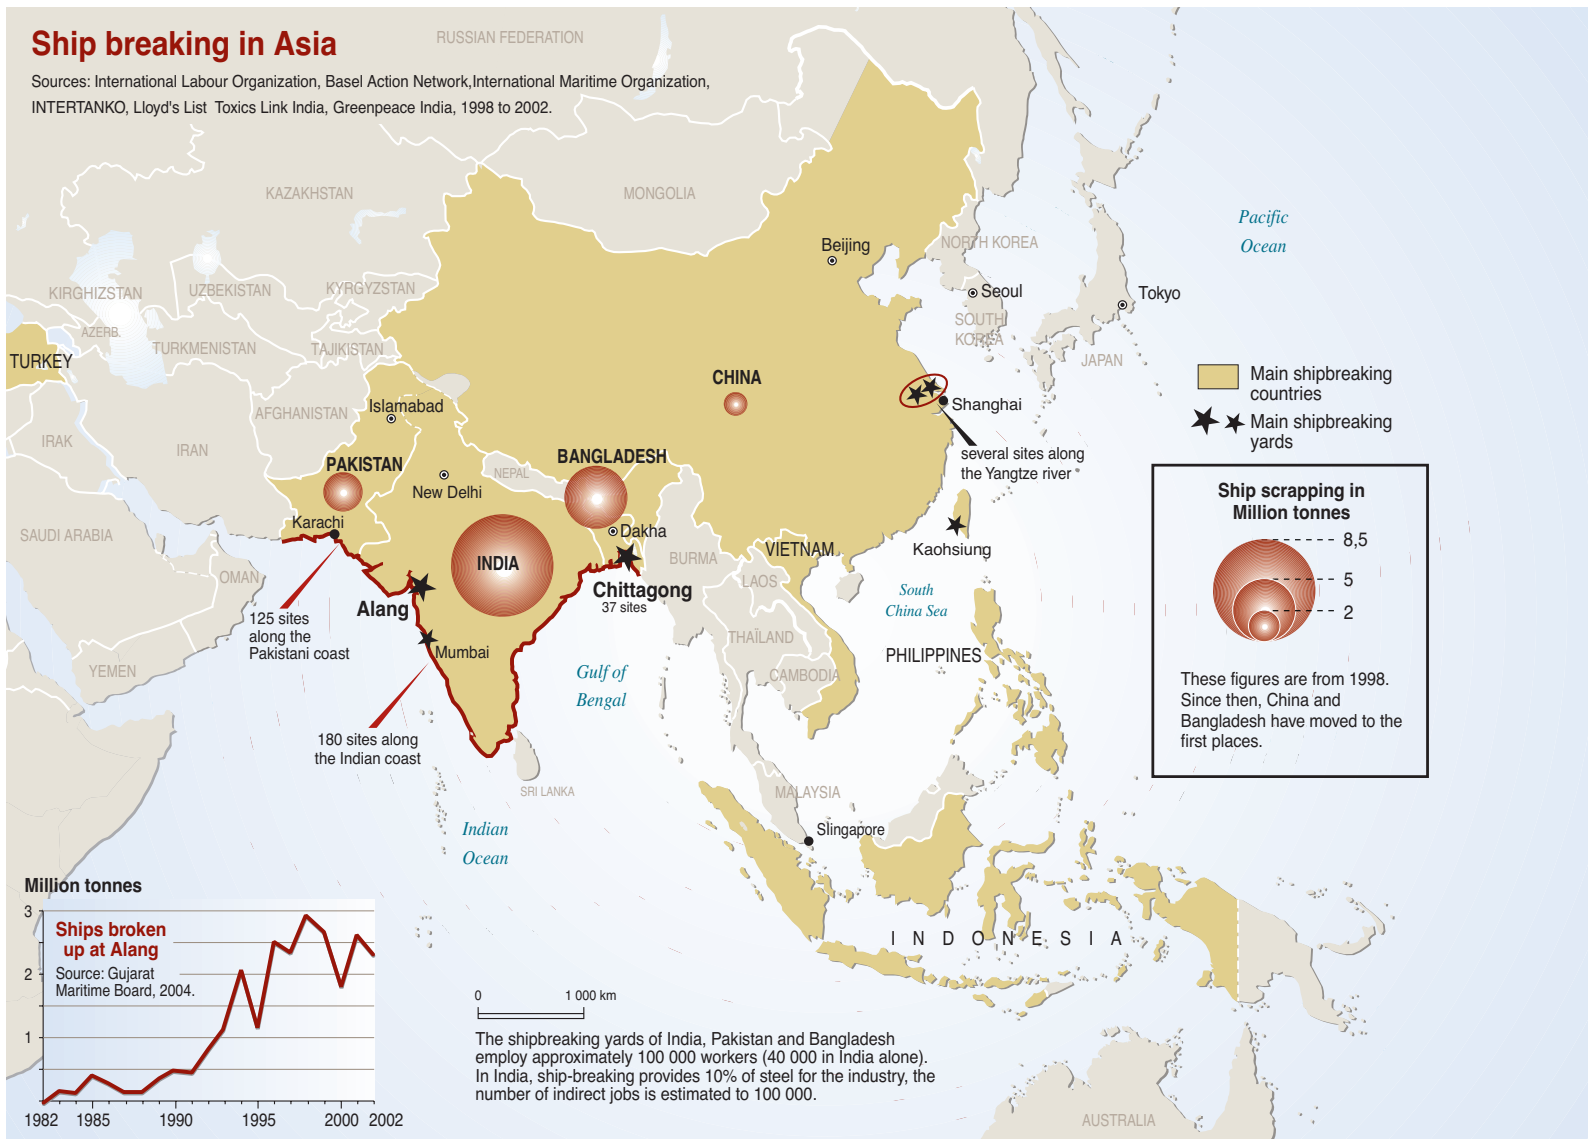 Ship breaking in Asia
Sources: International Labour Organization, Basel Action Network,International Maritime Organization,
INTERTANKO, Lloyd's List Toxics Link India, Greenpeace India, 1998 to 2002.
RUSSIAN FEDERATION
KAZAKHSTAN
MONGOLIA
Pacific
Ocean
Beijing
NORTH KOREA
KIRGHIZSTAN
UZBEKISTAN
KYRGYZSTAN
Seoul
Tokyo
AZERB.
TURKMENISTAN
TAJIKISTAN
SOUTH
KOREA
JAPAN
TURKEY
CHINA
Main shipbreaking
countries
AFGHANISTAN
Islamabad
Shanghai
Main shipbreaking
yards
IRAK
IRAN
several sites along
the Yangtze river
PAKISTAN
New Delhi
NEPAL
BANGLADESH
Karachi
Dakha
SAUDI ARABIA
OMAN
INDIA
BURMA
VIETNAM
Kaohsiung
LAOS
Ship scrapping in
Million tonnes
8,5
5
2
These figures are from 1998.
Since then, China and
Bangladesh have moved to the
first places.
Alang
Chittagong
37 sites
South
China Sea
125 sites
along the
Pakistani coast
Mumbai
THAÏLAND
PHILIPPINES
YEMEN
Gulf of
Bengal
CAMBODIA
180 sites along
the Indian coast
SRI LANKA
MALAYSIA
SIingapore
Indian
Ocean
INDONESIA
AUSTRALIA
Million tonnes
3
2
1
Ships broken
up at Alang
Source: Gujarat
Maritime Board, 2004.
1982 1985 1990 1995 2000 2002
0 1 000 km
The shipbreaking yards of India, Pakistan and Bangladesh
employ approximately 100 000 workers (40 000 in India alone).
In India, ship-breaking provides 10% of steel for the industry, the
number of indirect jobs is estimated to 100 000.